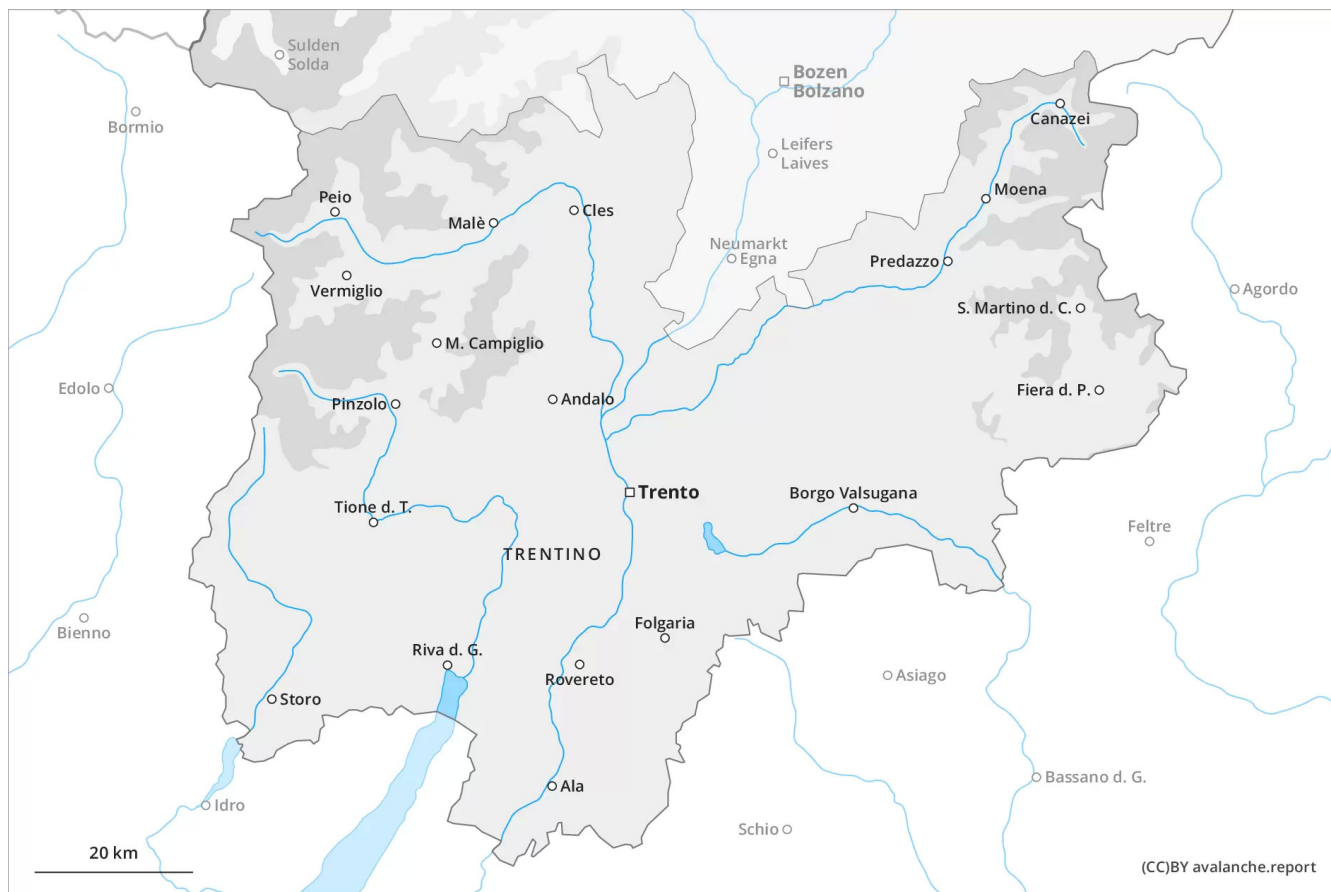 Sulden
Solda
Bozen
Bolzano
Bormio
Canazei
Leifers
Laives
Peio
Moena
Malè
Cles
Neumarkt
Egna
Predazzo
Vermiglio
Agordo
S. Martino d. C.
M. Campiglio
Edolo
Fiera d. P.
Pinzolo
Andalo
Trento
Borgo Valsugana
Tione d. T.
Feltre
TRENTINO
Bienno
Folgaria
Riva d. G.
Asiago
Rovereto
Storo
Bassano d. G.
Ala
Idro
Schio
20 km
(CC)BY avalanche.report